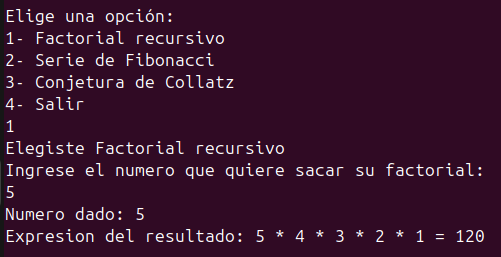 Elige una opción:
1- Factorial recursivo
2- Serie de Fibonacci
3- Conjetura de Collatz
4- Salir
1
Elegiste Factorial recursivo
Ingrese el numero que quiere sacar su factorial:
5
Numero dado: 5
Expresion del resultado: 5 * 4 * 3 * 2 * 1 = 120